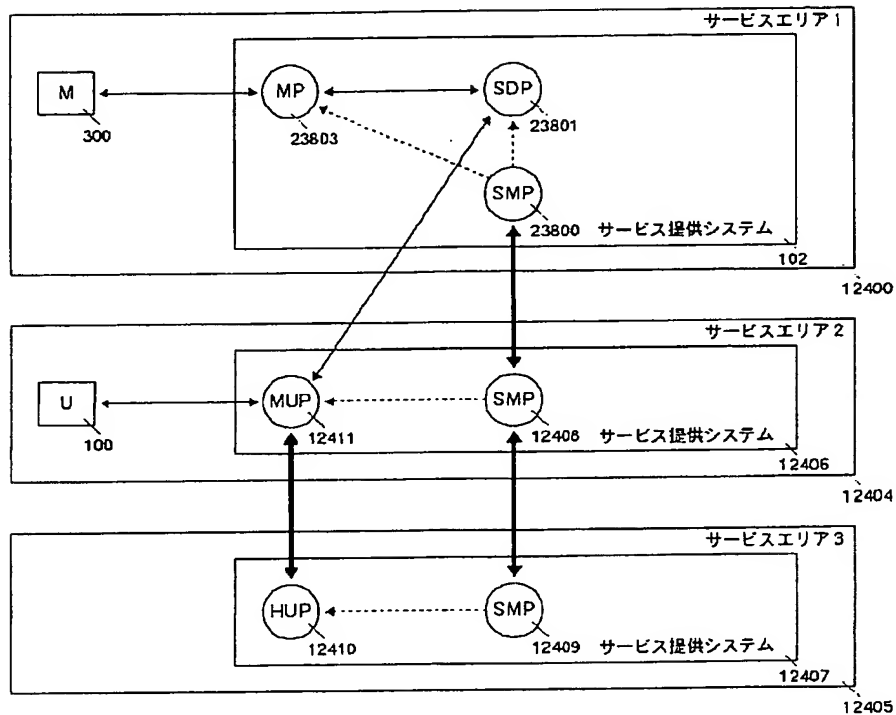 サービスエリア1
M
300
MP
23803
SDP
23801
SMP
23800
サービス提供システム
102
12400
サービスエリア2
U
100
MUP
12411
SMP
12408
サービス提供システム
12406
12404
サービスエリア3
HUP
12410
SMP
12409
サービス提供システム
12407
12405